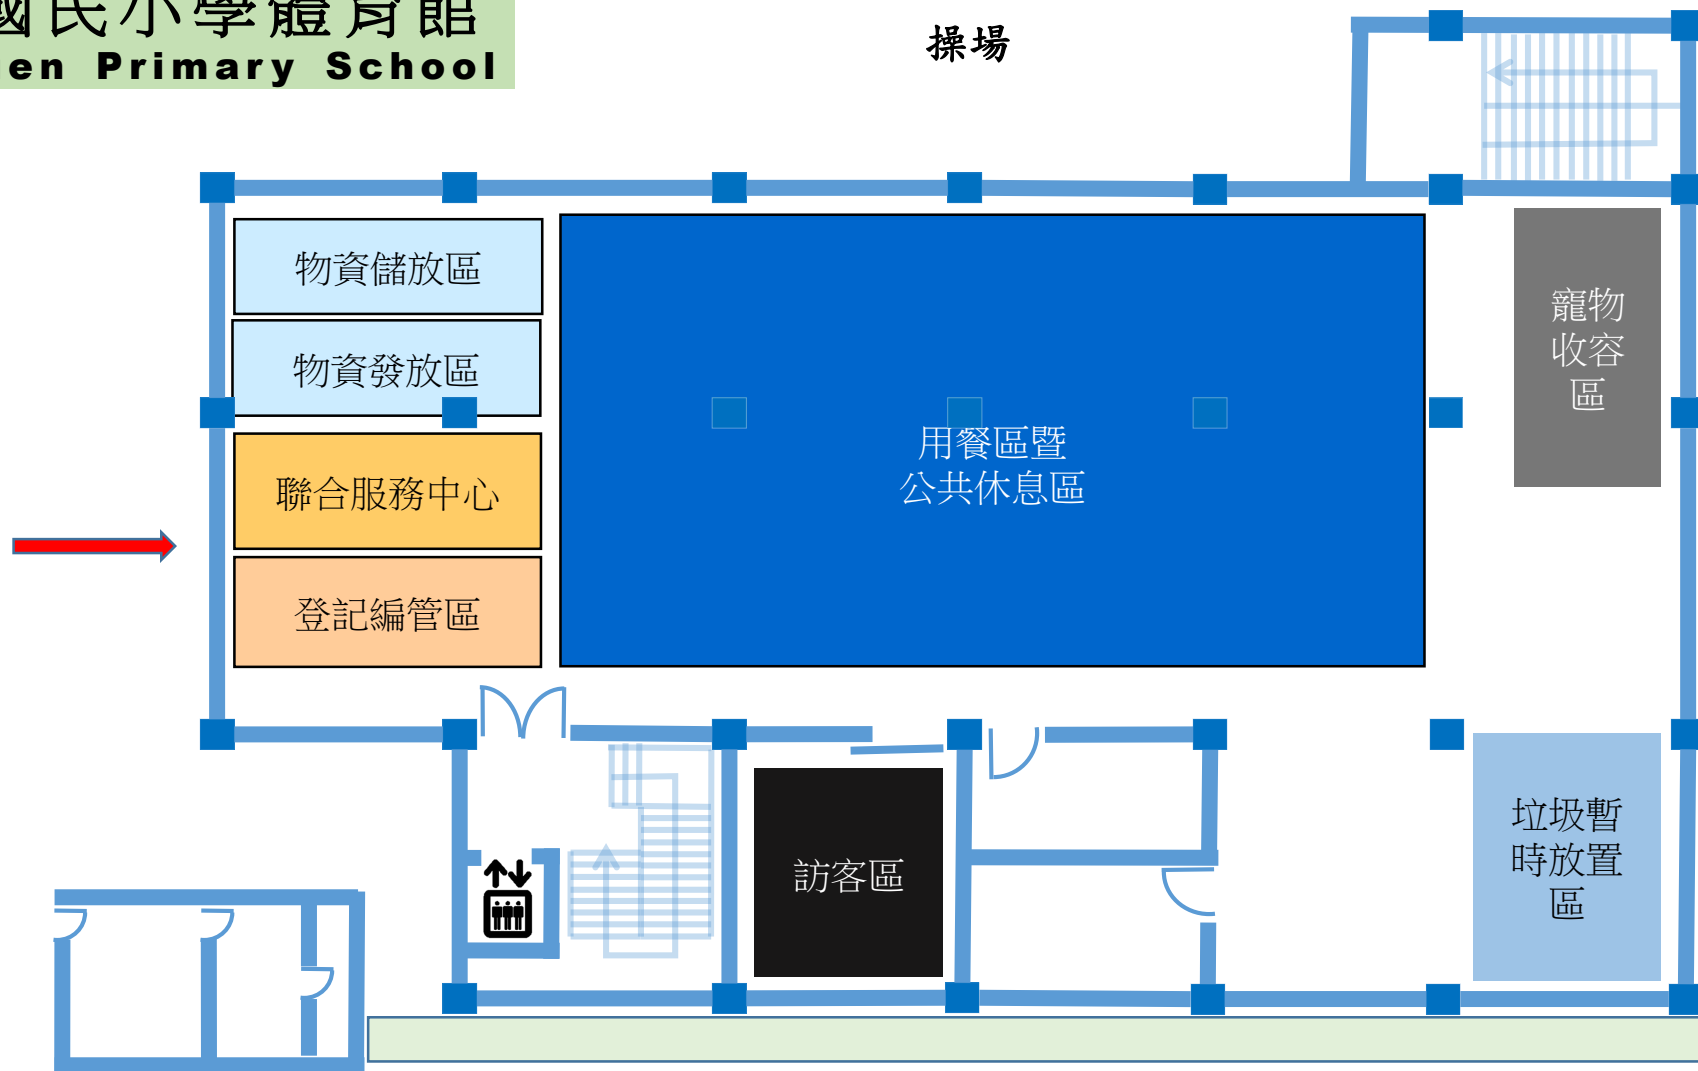 國民小學體育館
en Primary School
操場
物資儲放區
物資發放區
聯合服務中心
登記編管區
用餐區暨
公共休息區
寵物
收容
區
訪客區
垃圾暫
時放置
區